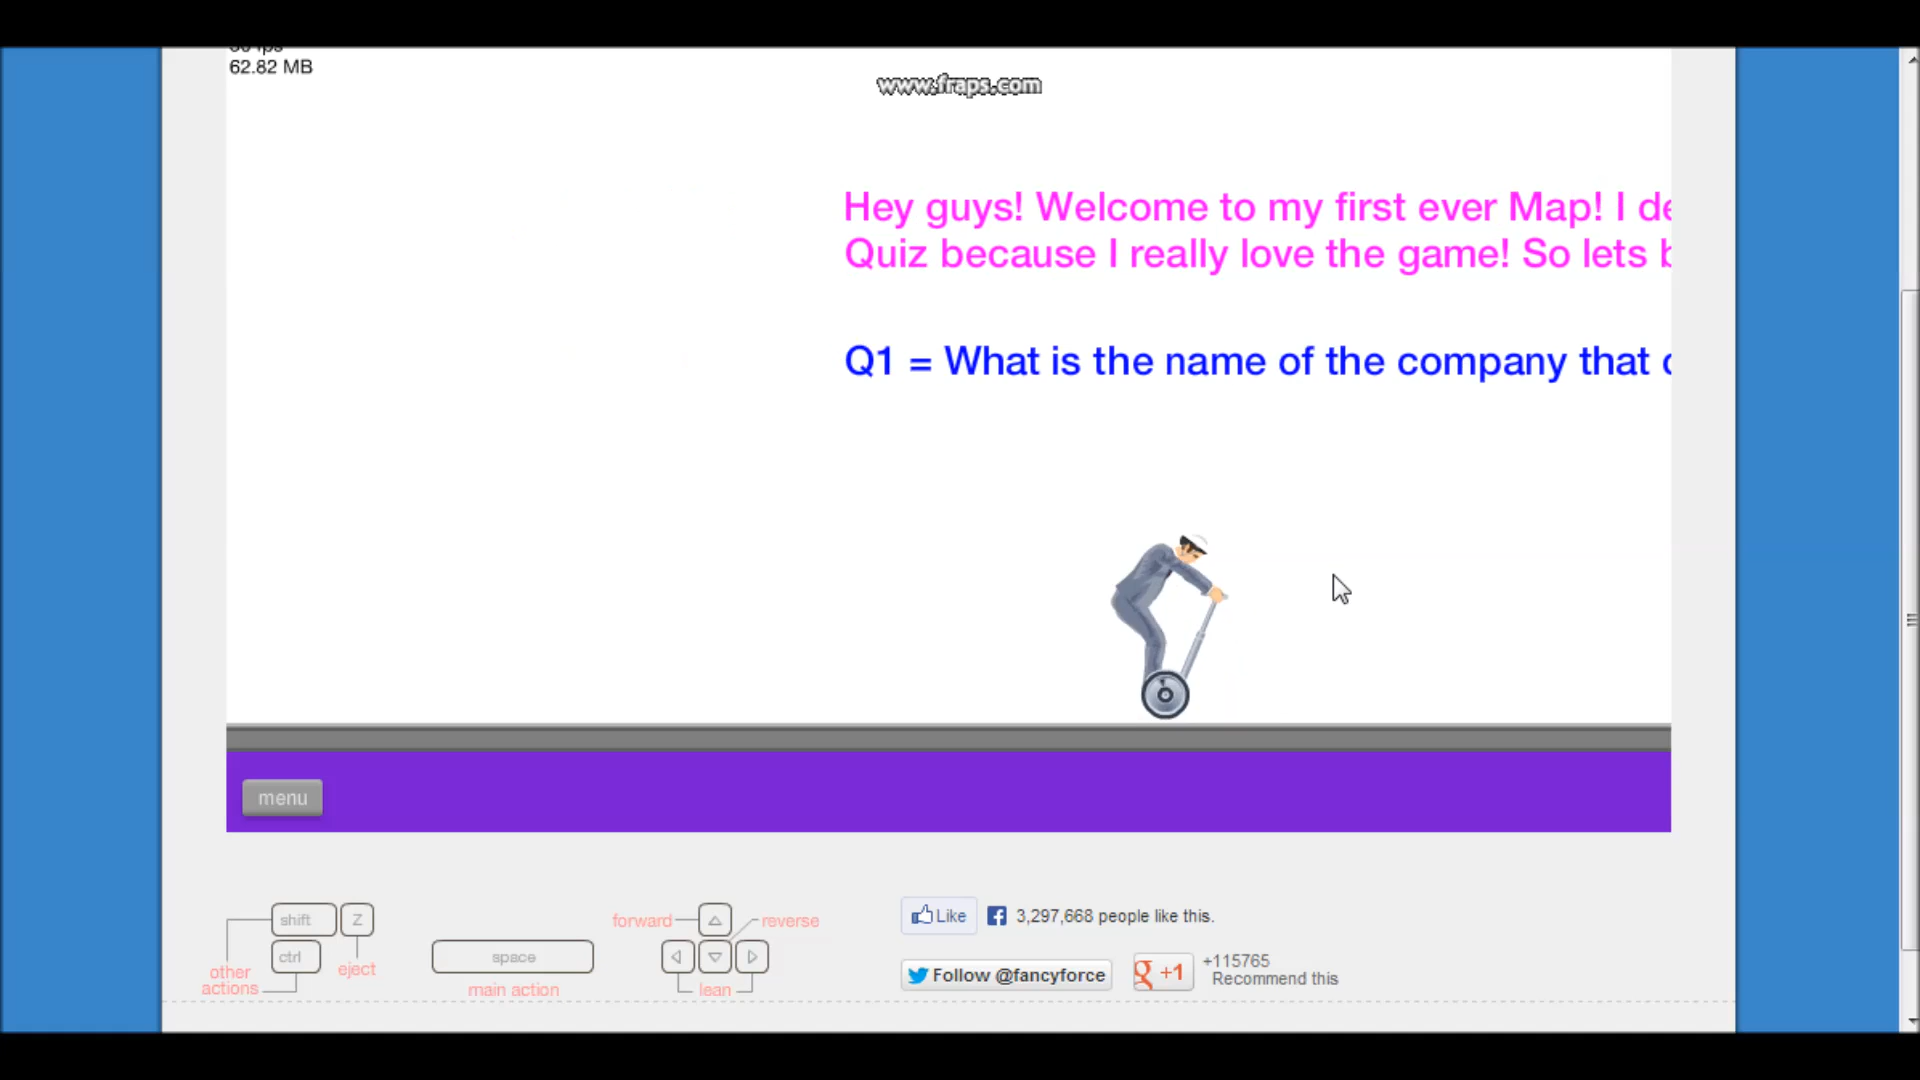 62.82 MB
www.fraps.com
Hey guys! Welcome to my first ever Map! I de
Quiz because I really love the game! So lets b
Q1 = What is the name of the company that
menu
shift
Z
ctrl
other
actions
eject
space
main action
forward
reverse
lean
Like
3,297,668 people like this.
Follow @fancyforce
+1
+115765
Recommend this